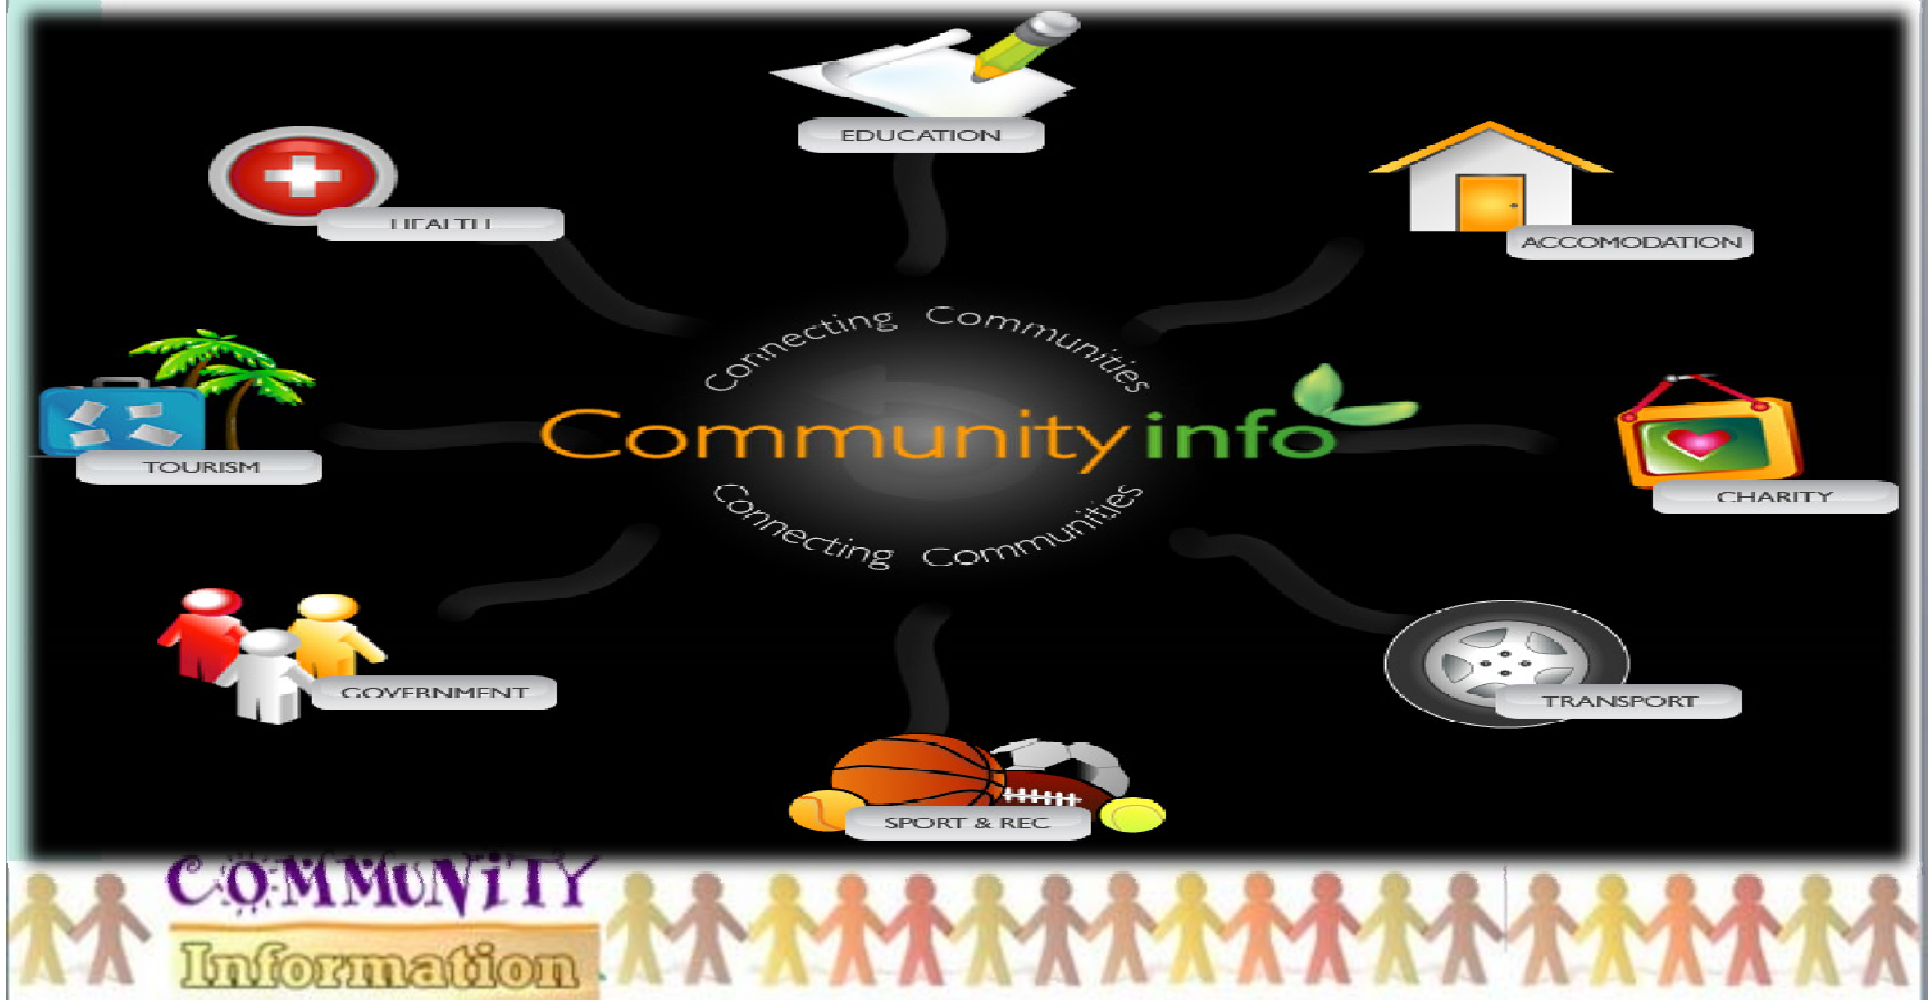 EDUCATION
HEALTH
ACCOMODATION
Connecting Communities
Community info
TOURISM
CHARITY
Connecting Communities
GOVERNMENT
TRANSPORT
SPORT & REC
COMMUNiTY
Information